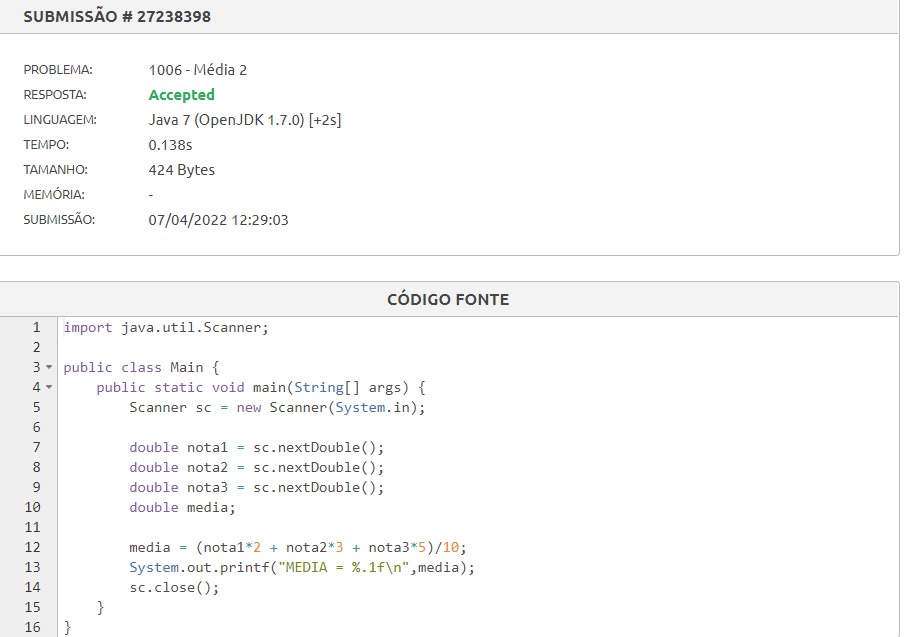 SUBMISSÃO # 27238398
PROBLEMA: 1006 - Média 2
RESPOSTA: Accepted
LINGUAGEM: Java 7 (OpenJDK 1.7.0) [+2s]
TEMPO: 0.138s
TAMANHO: 424 Bytes
MEMÓRIA: -
SUBMISSÃO: 07/04/2022 12:29:03
CÓDIGO FONTE
1 import java.util.Scanner;
2
3 public class Main {
4     public static void main(String[] args) {
5         Scanner sc = new Scanner(System.in);
6
7         double nota1 = sc.nextDouble();
8         double nota2 = sc.nextDouble();
9         double nota3 = sc.nextDouble();
10         double media;
11
12         media = (nota1*2 + nota2*3 + nota3*5)/10;
13         System.out.printf("MEDIA = %.1f\n",media);
14         sc.close();
15     }
16 }